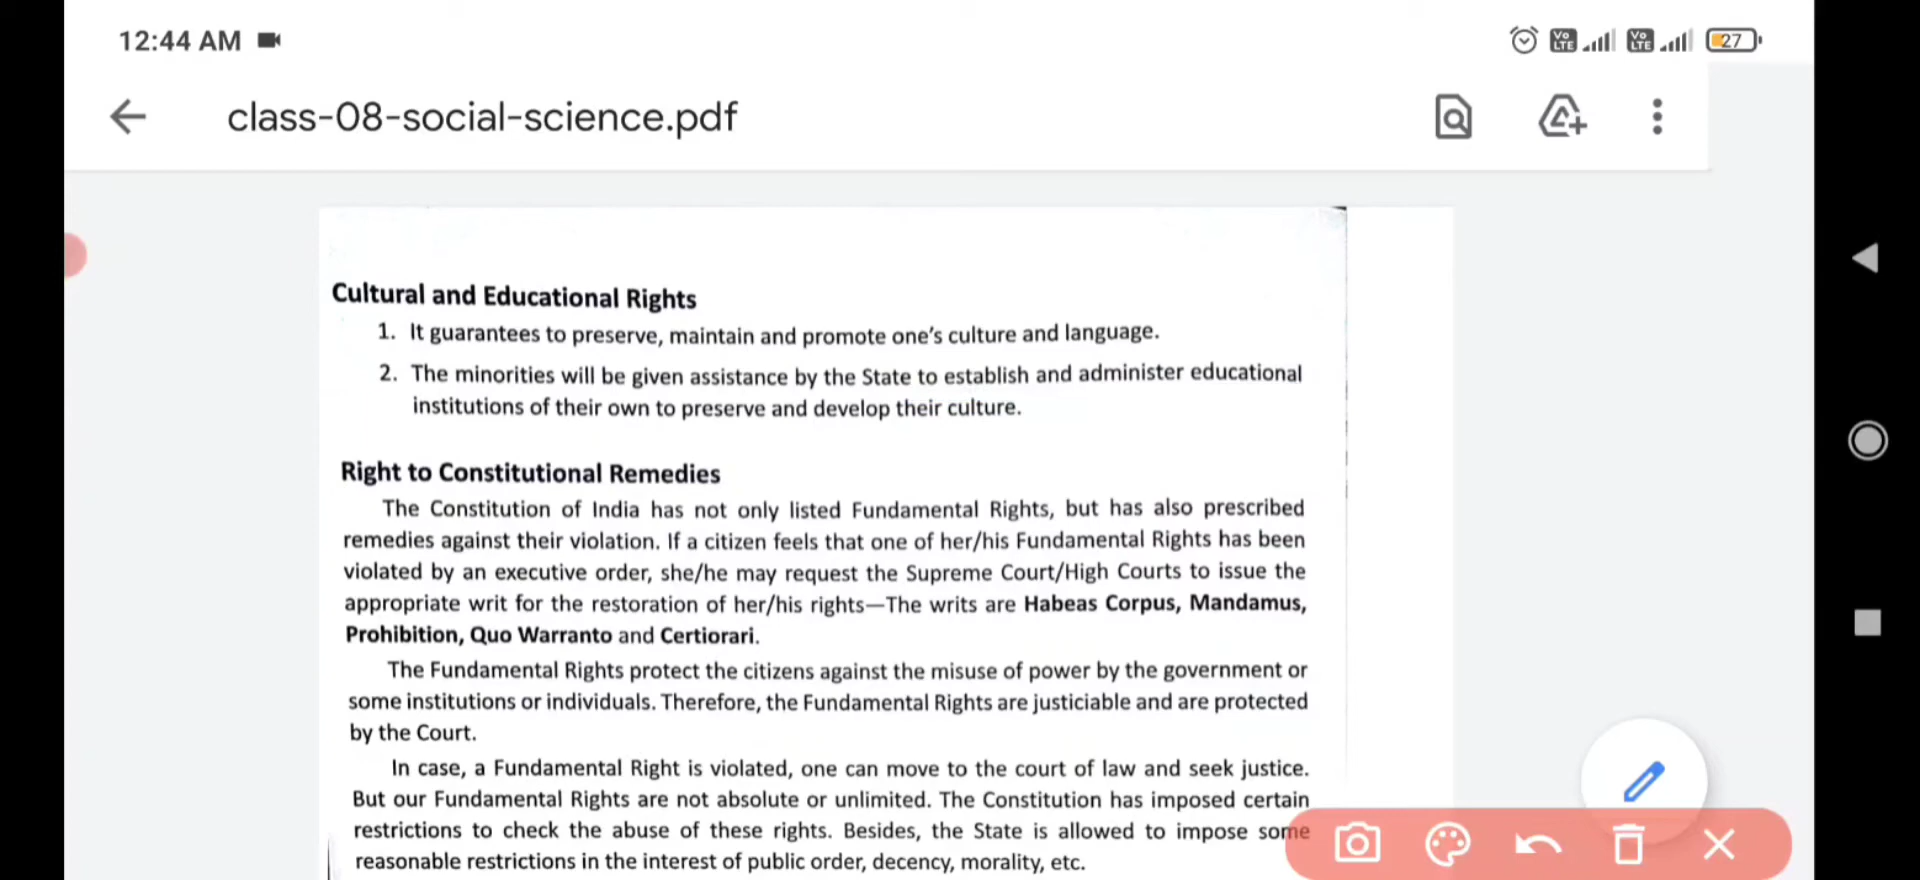 12:44 AM
Vo LTE Vo LTE 27
class-08-social-science.pdf
Cultural and Educational Rights
1. It guarantees to preserve, maintain and promote one's culture and language.
2. The minorities will be given assistance by the State to establish and administer educational
institutions of their own to preserve and develop their culture.
Right to Constitutional Remedies
The Constitution of India has not only listed Fundamental Rights, but has also prescribed
remedies against their violation. If a citizen feels that one of her/his Fundamental Rights has been
violated by an executive order, she/he may request the Supreme Court/High Courts to issue the
appropriate writ for the restoration of her/his rights—The writs are Habeas Corpus, Mandamus,
Prohibition, Quo Warranto and Certiorari.
The Fundamental Rights protect the citizens against the misuse of power by the government or
some institutions or individuals. Therefore, the Fundamental Rights are justiciable and are protected
by the Court.
In case, a Fundamental Right is violated, one can move to the court of law and seek justice.
But our Fundamental Rights are not absolute or unlimited. The Constitution has imposed certain
restrictions to check the abuse of these rights. Besides, the State is allowed to impose some
reasonable restrictions in the interest of public order, decency, morality, etc.